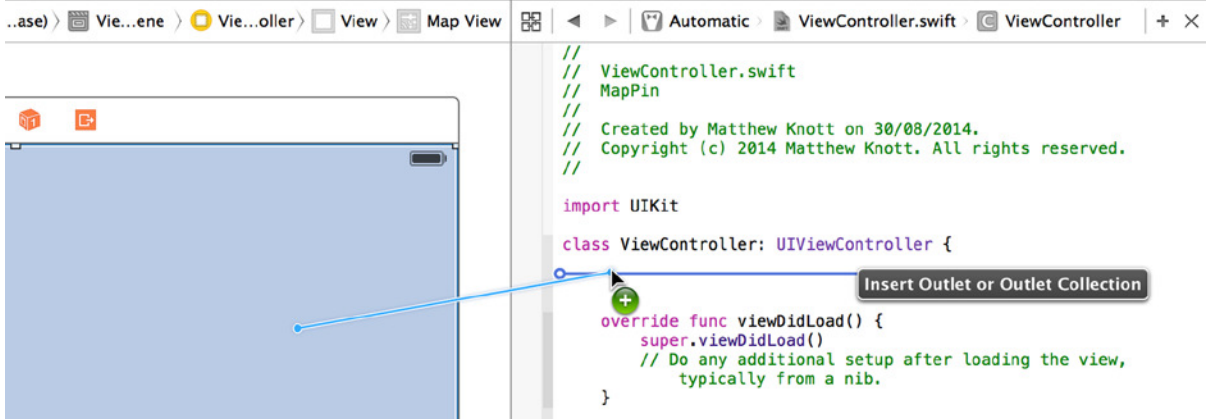 ...ase) Vie...ene Vie...oller View Map View
Automatic ViewController.swift C ViewController
//
// ViewController.swift
// MapPin
//
// Created by Matthew Knott on 30/08/2014.
// Copyright (c) 2014 Matthew Knott. All rights reserved.
//
import UIKit
class ViewController: UIViewController {
Insert Outlet or Outlet Collection
override func viewDidLoad() {
super.viewDidLoad()
// Do any additional setup after loading the view,
typically from a nib.
}